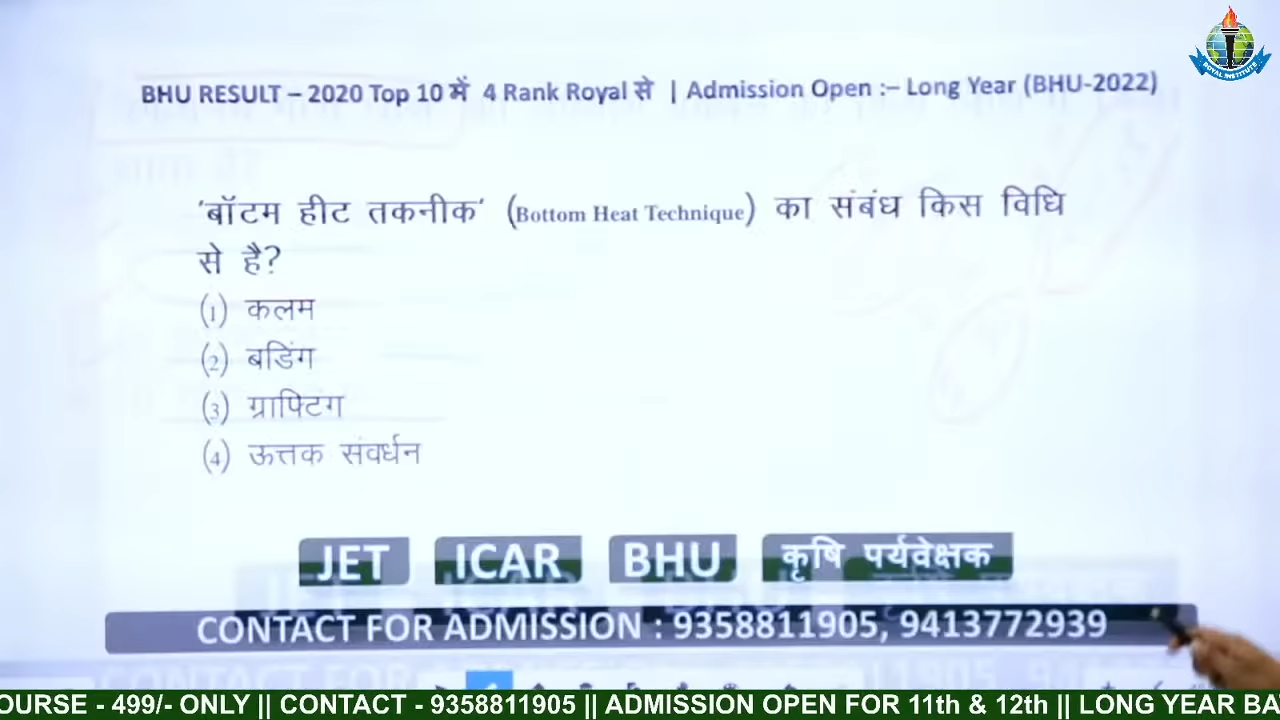 ROYAL INSTITUTE
BHU RESULT – 2020 Top 10 में 4 Rank Royal से | Admission Open :– Long Year (BHU-2022)
'बॉटम हीट तकनीक' (Bottom Heat Technique) का संबंध किस विधि
से है?
(1) कलम
(2) बडिंग
(3) ग्राफ्टिंग
(4) ऊत्तक संवर्धन
JET ICAR BHU कृषि पर्यवेक्षक
CONTACT FOR ADMISSION : 9358811905, 9413772939
OURSE - 499/- ONLY || CONTACT - 9358811905 || ADMISSION OPEN FOR 11th & 12th || LONG YEAR BA